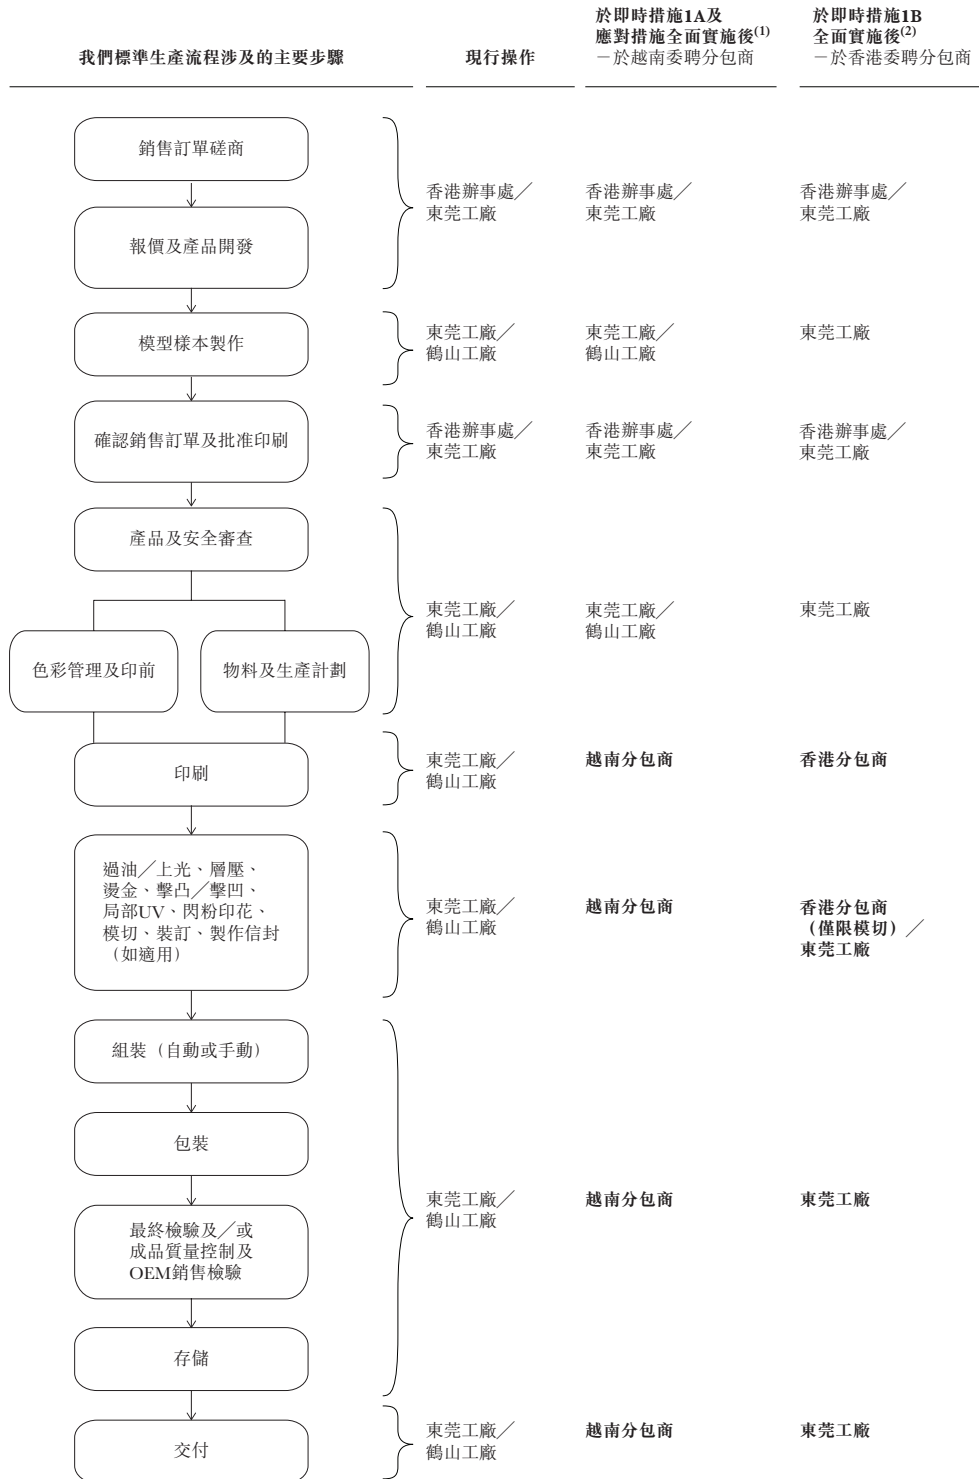 我們標準生產流程涉及的主要步驟
現行操作
於即時措施1A及
應對措施全面實施後(1)
－於越南委聘分包商
於即時措施1B
全面實施後(2)
－於香港委聘分包商
銷售訂單磋商
報價及產品開發
香港辦事處╱
東莞工廠
香港辦事處╱
東莞工廠
香港辦事處╱
東莞工廠
模型樣本製作
東莞工廠╱
鶴山工廠
東莞工廠╱
鶴山工廠
東莞工廠
確認銷售訂單及批准印刷
香港辦事處╱
東莞工廠
香港辦事處╱
東莞工廠
香港辦事處╱
東莞工廠
產品及安全審查
色彩管理及印前
物料及生產計劃
東莞工廠╱
鶴山工廠
東莞工廠╱
鶴山工廠
東莞工廠
印刷
東莞工廠╱
鶴山工廠
越南分包商
香港分包商
過油╱上光、層壓、
燙金、擊凸╱擊凹、
局部UV、閃粉印花、
模切、裝訂、製作信封
（如適用）
東莞工廠╱
鶴山工廠
越南分包商
香港分包商
（僅限模切）╱
東莞工廠
組裝（自動或手動）
包裝
最終檢驗及╱或
成品質量控制及
OEM銷售檢驗
存儲
東莞工廠╱
鶴山工廠
越南分包商
東莞工廠
交付
東莞工廠╱
鶴山工廠
越南分包商
東莞工廠